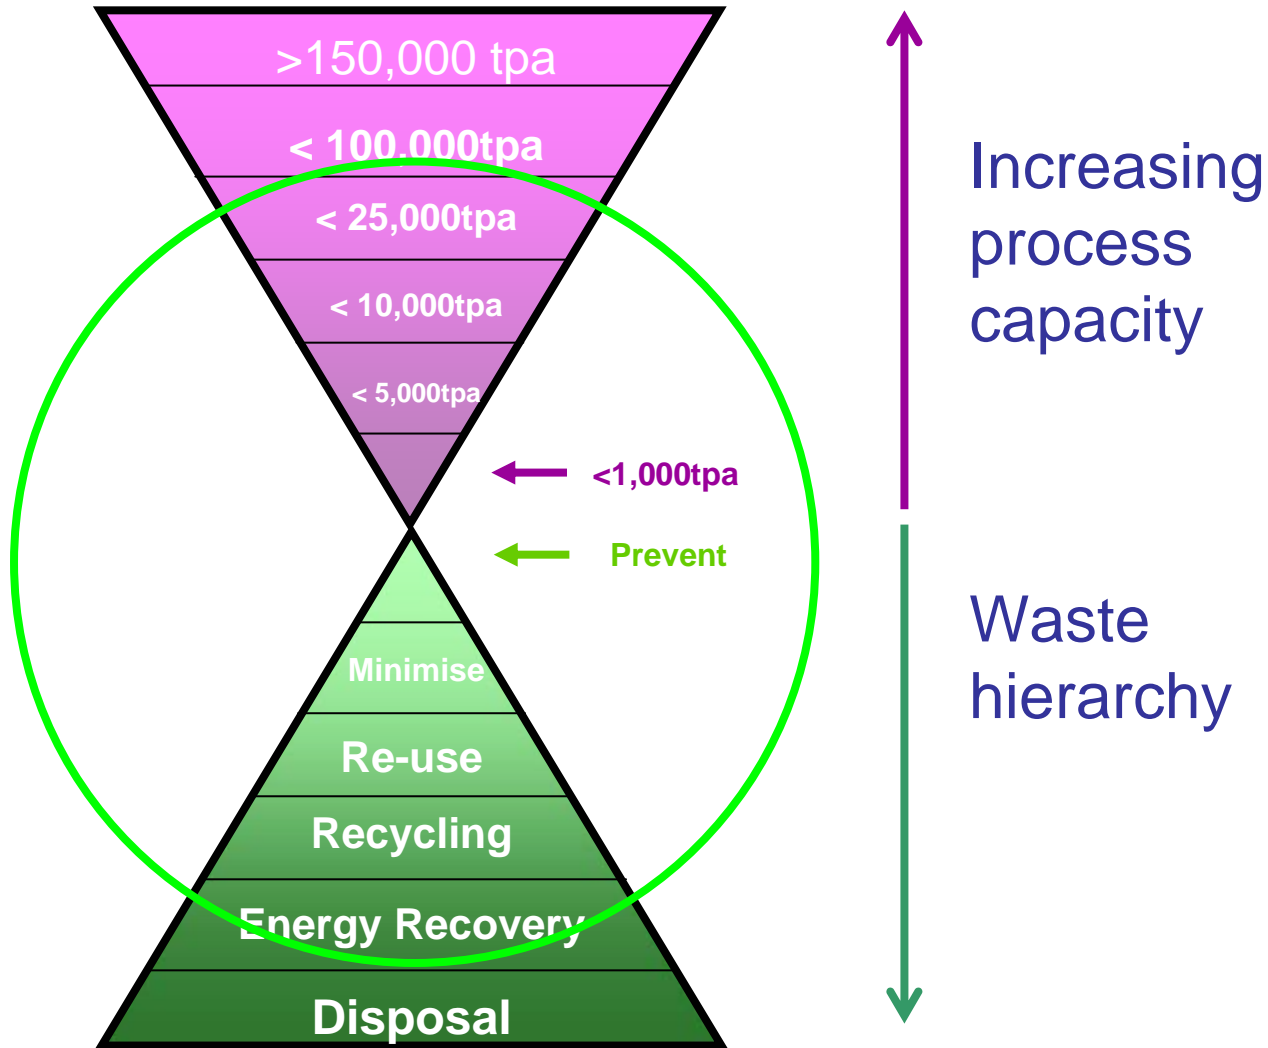 >150,000 tpa
< 100,000tpa
< 25,000tpa
< 10,000tpa
< 5,000tpa
<1,000tpa
Prevent
Minimise
Re-use
Recycling
Energy Recovery
Disposal
Increasing
process
capacity
Waste
hierarchy